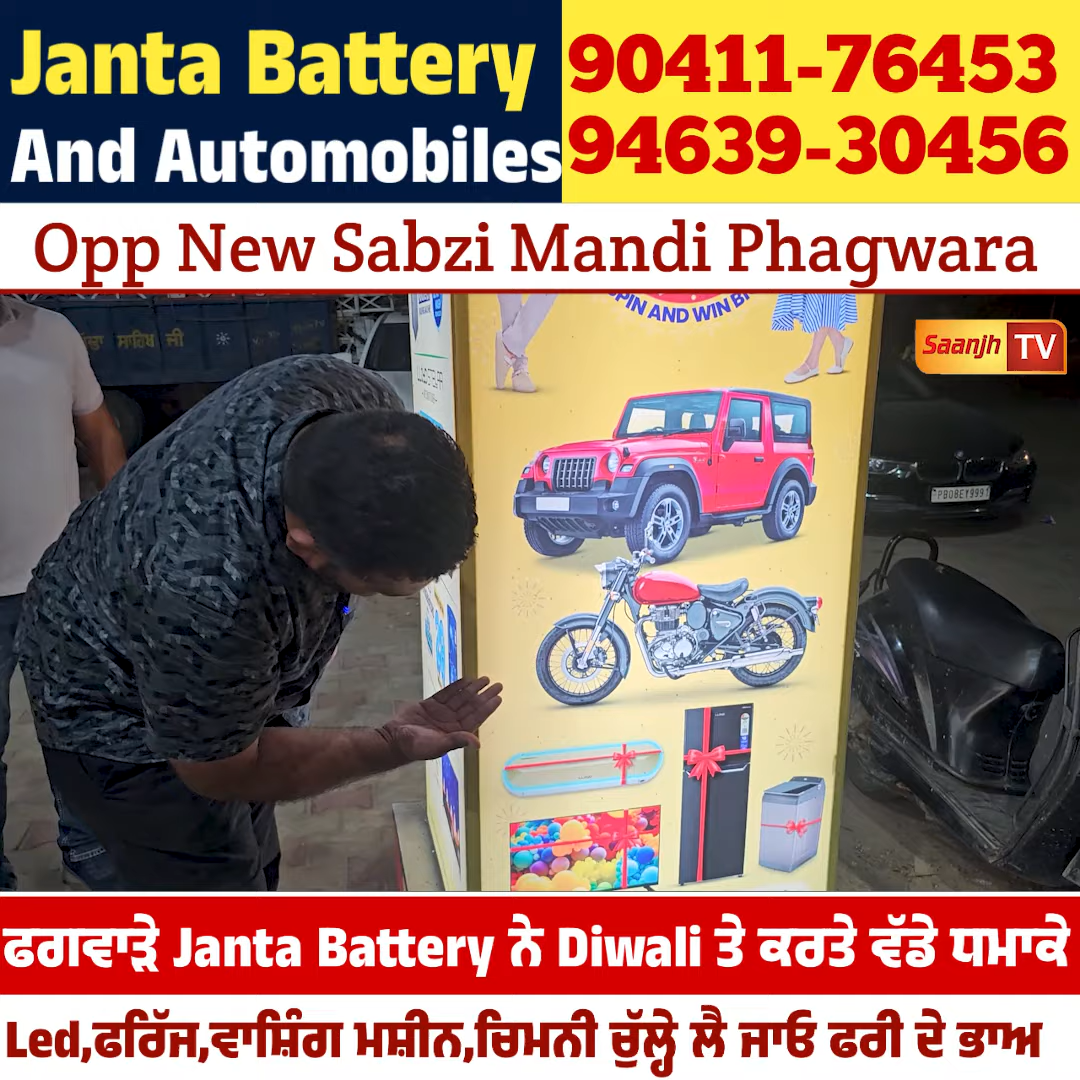 Janta Battery
And Automobiles
90411-76453
94639-30456
Opp New Sabzi Mandi Phagwara
ਸਾਹਿਬ ਜੀ
SPIN AND WIN
Saanjh TV
PB08EY9991
ਫਗਵਾੜੇ Janta Battery ਨੇ Diwali ਤੇ ਕਰਤੇ ਵੱਡੇ ਧਮਾਕੇ
Led,ਫਰਿੱਜ,ਵਾਸ਼ਿੰਗ ਮਸ਼ੀਨ,ਚਿਮਨੀ ਚੁੱਲ੍ਹੇ ਲੈ ਜਾਓ ਫਰੀ ਦੇ ਭਾਅ